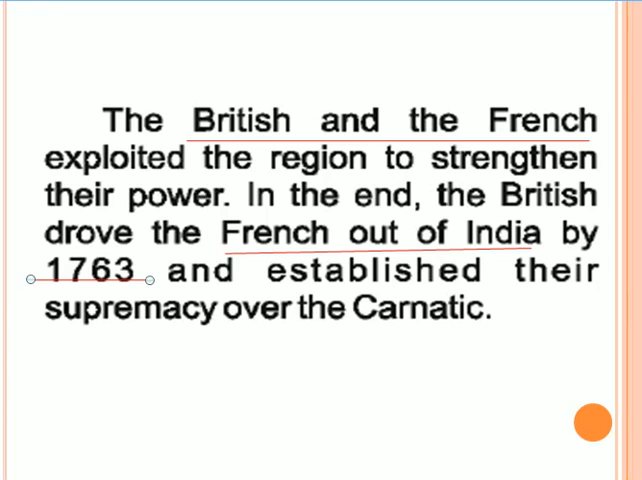 The British and the French
exploited the region to strengthen
their power. In the end, the British
drove the French out of India by
1763 and established their
supremacy over the Carnatic.